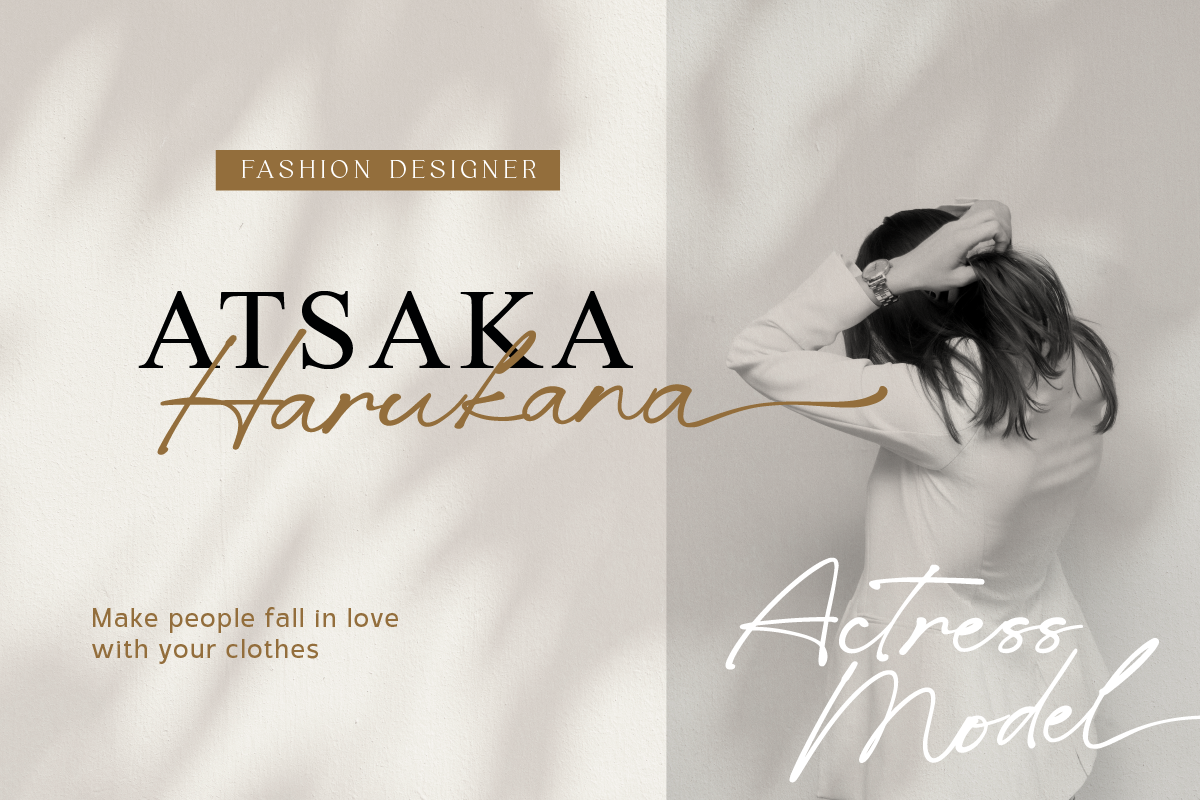 FASHION DESIGNER
ATSAKA
Harukana
Make people fall in love
with your clothes
Actress
Model